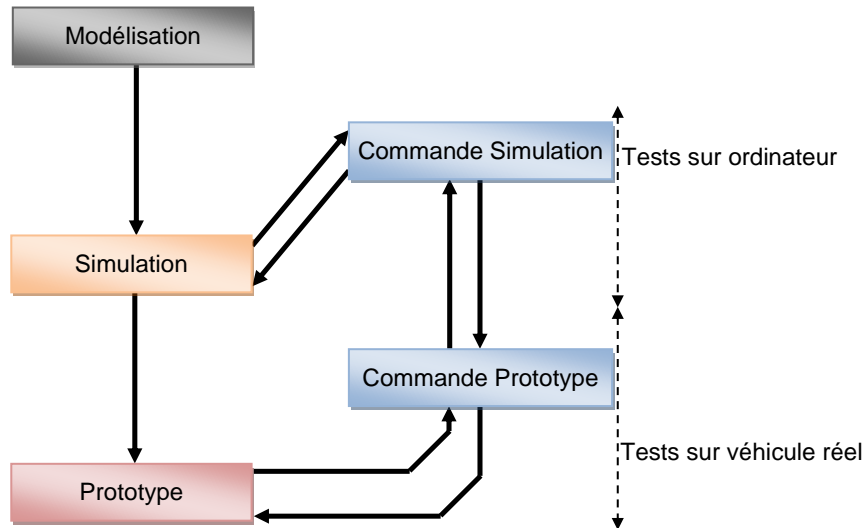 Modélisation
Commande Simulation
Tests sur ordinateur
Simulation
Commande Prototype
Tests sur véhicule réel
Prototype